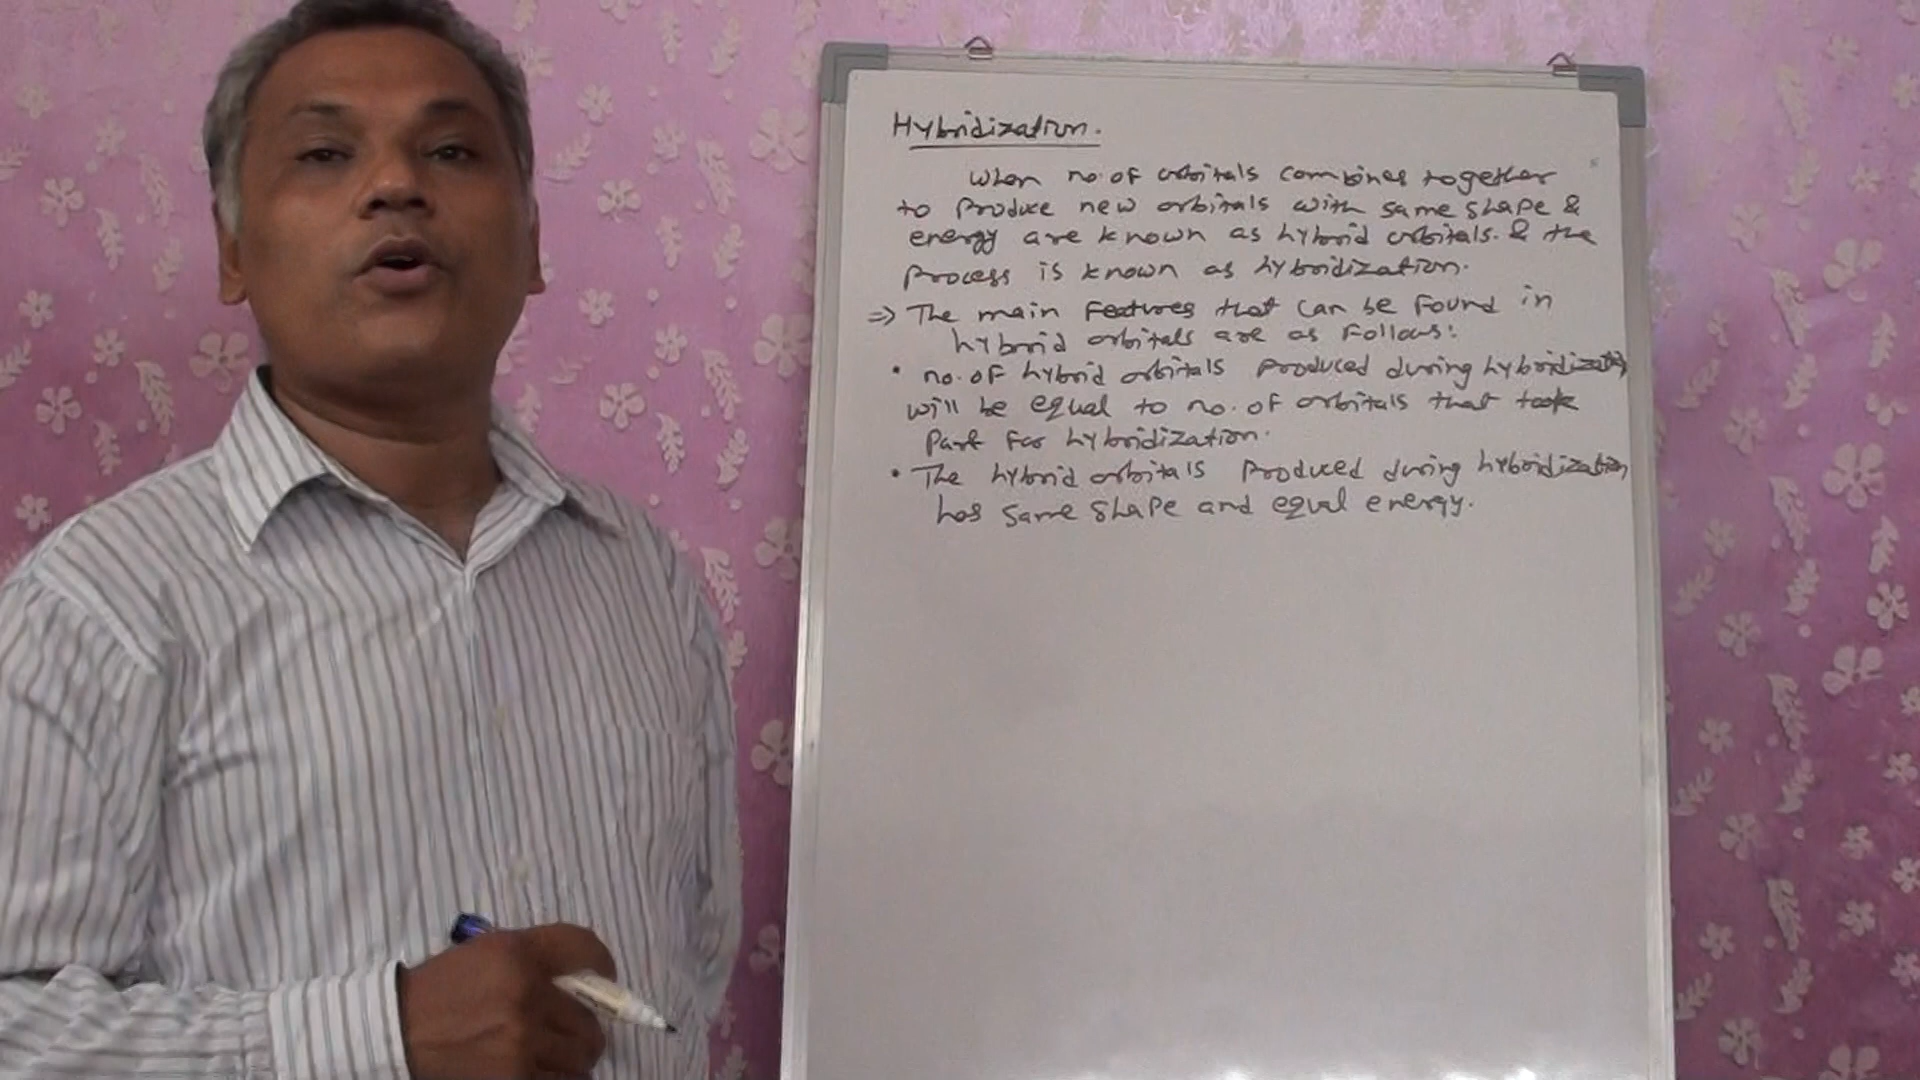 Hybridization.
When no. of orbitals combines together
to produce new orbitals with same shape &
energy are known as hybrid orbitals. & the
process is known as hybridization.
⇒ The main features that can be found in
hybrid orbitals are as follows:
• no. of hybrid orbitals produced during hybridization
will be equal to no. of orbitals that took
part for hybridization.
• The hybrid orbitals produced during hybridization
has same shape and equal energy.